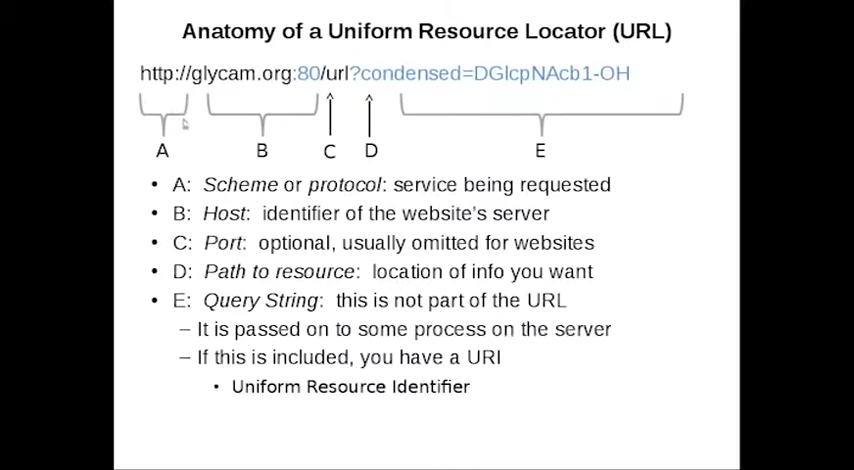 Anatomy of a Uniform Resource Locator (URL)
http://glycam.org:80/url?condensed=DGlcpNAcb1-OH
A B C D E
• A: Scheme or protocol: service being requested
• B: Host: identifier of the website's server
• C: Port: optional, usually omitted for websites
• D: Path to resource: location of info you want
• E: Query String: this is not part of the URL
– It is passed on to some process on the server
– If this is included, you have a URI
• Uniform Resource Identifier